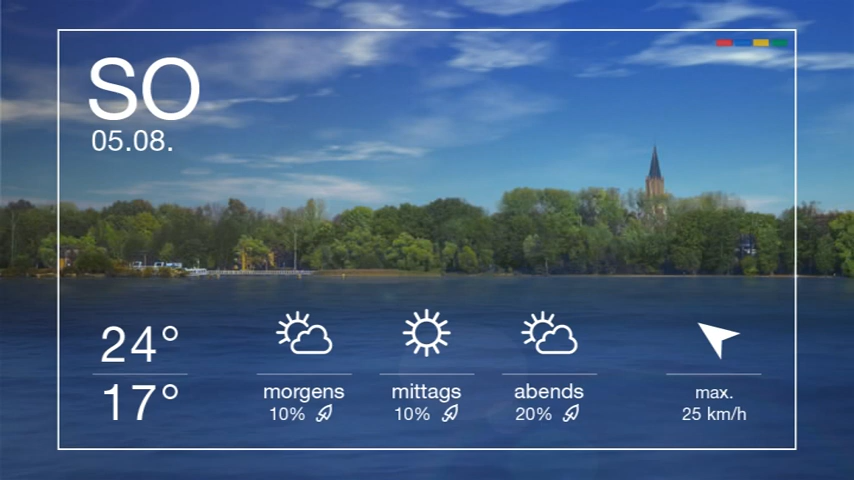 SO
05.08.
24°
17°
morgens
10%
mittags
10%
abends
20%
max.
25 km/h